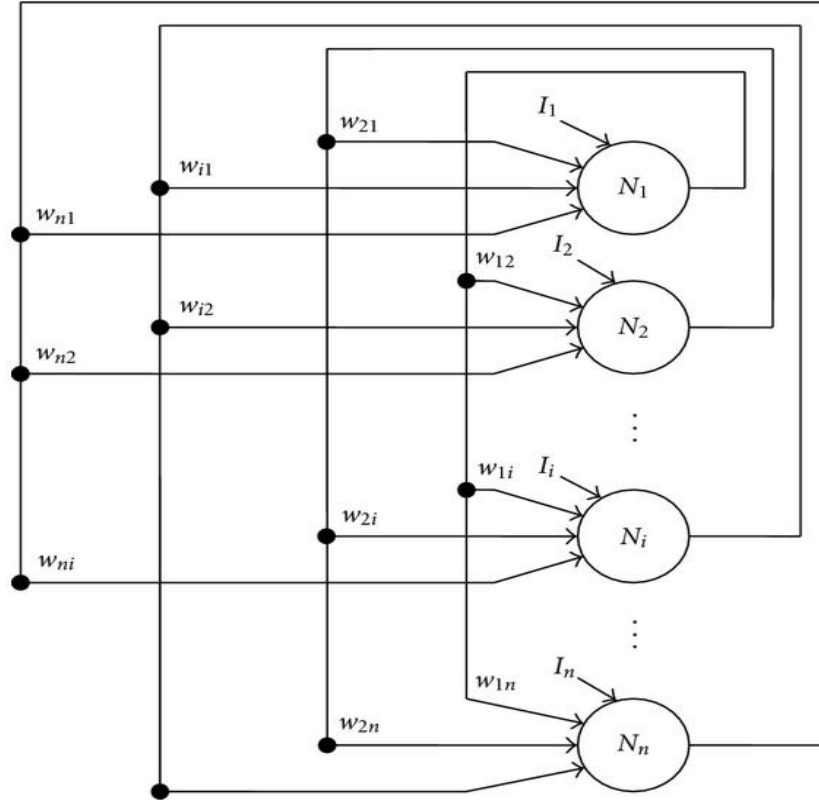 I₁
w₂₁
wᵢ₁
N₁
wₙ₁
I₂
w₁₂
wᵢ₂
N₂
wₙ₂
⋮
Iᵢ
w₁ᵢ
w₂ᵢ
Nᵢ
wₙᵢ
⋮
Iₙ
w₁ₙ
w₂ₙ
Nₙ